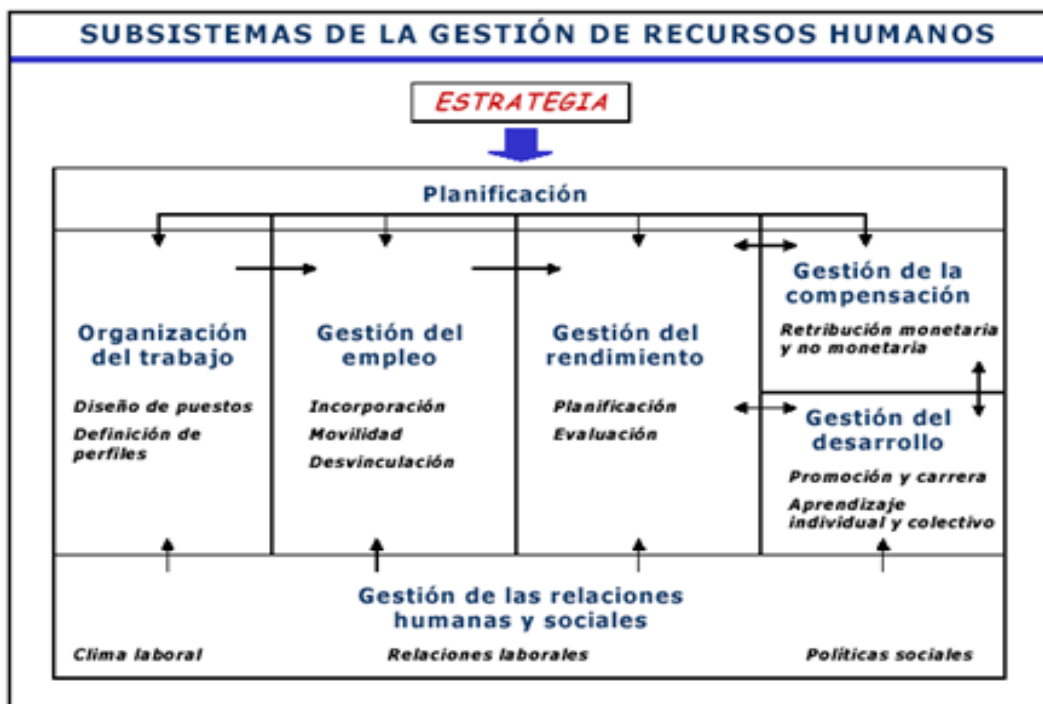 SUBSISTEMAS DE LA GESTIÓN DE RECURSOS HUMANOS
ESTRATEGIA
Planificación
Organización
del trabajo
Diseño de puestos
Definición de
perfiles
Gestión del
empleo
Incorporación
Movilidad
Desvinculación
Gestión del
rendimiento
Planificación
Evaluación
Gestión de la
compensación
Retribución monetaria
y no monetaria
Gestión del
desarrollo
Promoción y carrera
Aprendizaje
individual y colectivo
Gestión de las relaciones
humanas y sociales
Clima laboral
Relaciones laborales
Políticas sociales